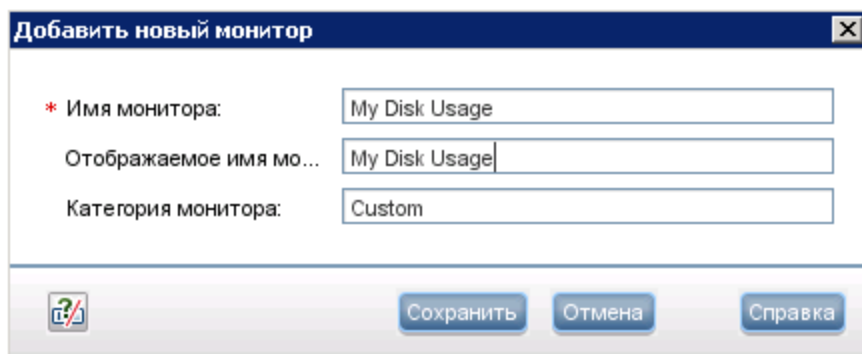 Добавить новый монитор
* Имя монитора: My Disk Usage
Отображаемое имя мо... My Disk Usage
Категория монитора: Custom
Сохранить Отмена Справка